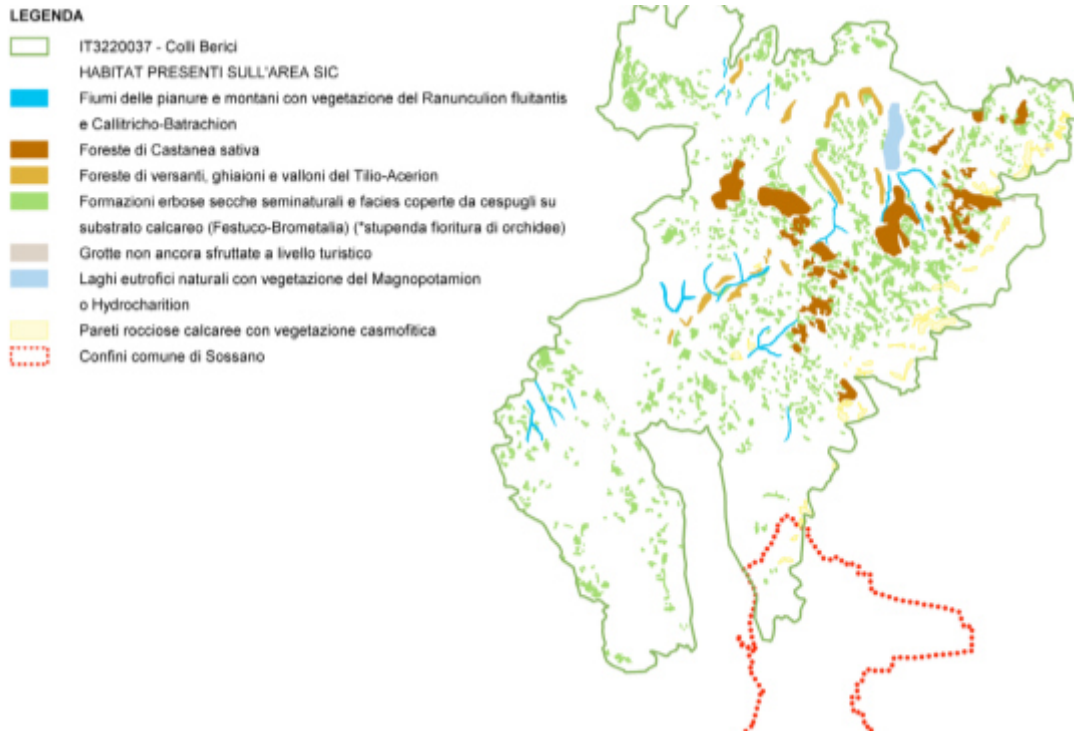 LEGENDA
IT3220037 - Colli Berici
HABITAT PRESENTI SULL'AREA SIC
Fiumi delle pianure e montani con vegetazione del Ranunculion fluitantis
e Callitricho-Batrachion
Foreste di Castanea sativa
Foreste di versanti, ghiaioni e valloni del Tilio-Acerion
Formazioni erbose secche seminaturali e facies coperte da cespugli su
substrato calcareo (Festuco-Brometalia) (*stupenda fioritura di orchidee)
Grotte non ancora sfruttate a livello turistico
Laghi eutrofici naturali con vegetazione del Magnopotamion
o Hydrocharition
Pareti rocciose calcaree con vegetazione casmofitica
Confini comune di Sossano